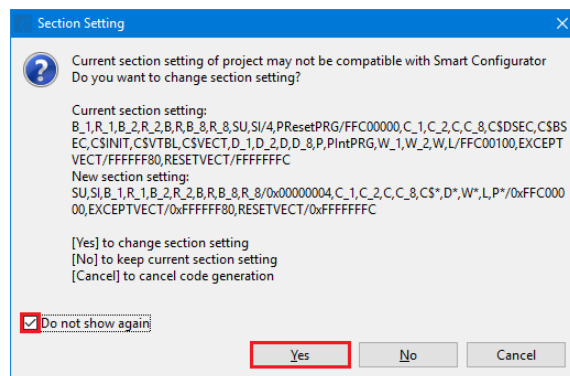 Section Setting
Current section setting of project may not be compatible with Smart Configurator
Do you want to change section setting?
Current section setting:
B_1,R_1,B_2,R_2,B,R,B_8,R_8,SU,SI/4,PResetPRG/FFC00000,C_1,C_2,C,C_8,C$DSEC,C$BS
EC,C$INIT,C$VTBL,C$VECT,D_1,D_2,D,D_8,P,PIntPRG,W_1,W_2,W,L/FFC00100,EXCEPT
VECT/FFFFFF80,RESETVECT/FFFFFFFC
New section setting:
SU,SI,B_1,R_1,B_2,R_2,B,R,B_8,R_8/0x00000004,C_1,C_2,C,C_8,C$*,D*,W*,L,P*/0xFFC000
00,EXCEPTVECT/0xFFFFFF80,RESETVECT/0xFFFFFFFC
[Yes] to change section setting
[No] to keep current section setting
[Cancel] to cancel code generation
Do not show again
Yes No Cancel